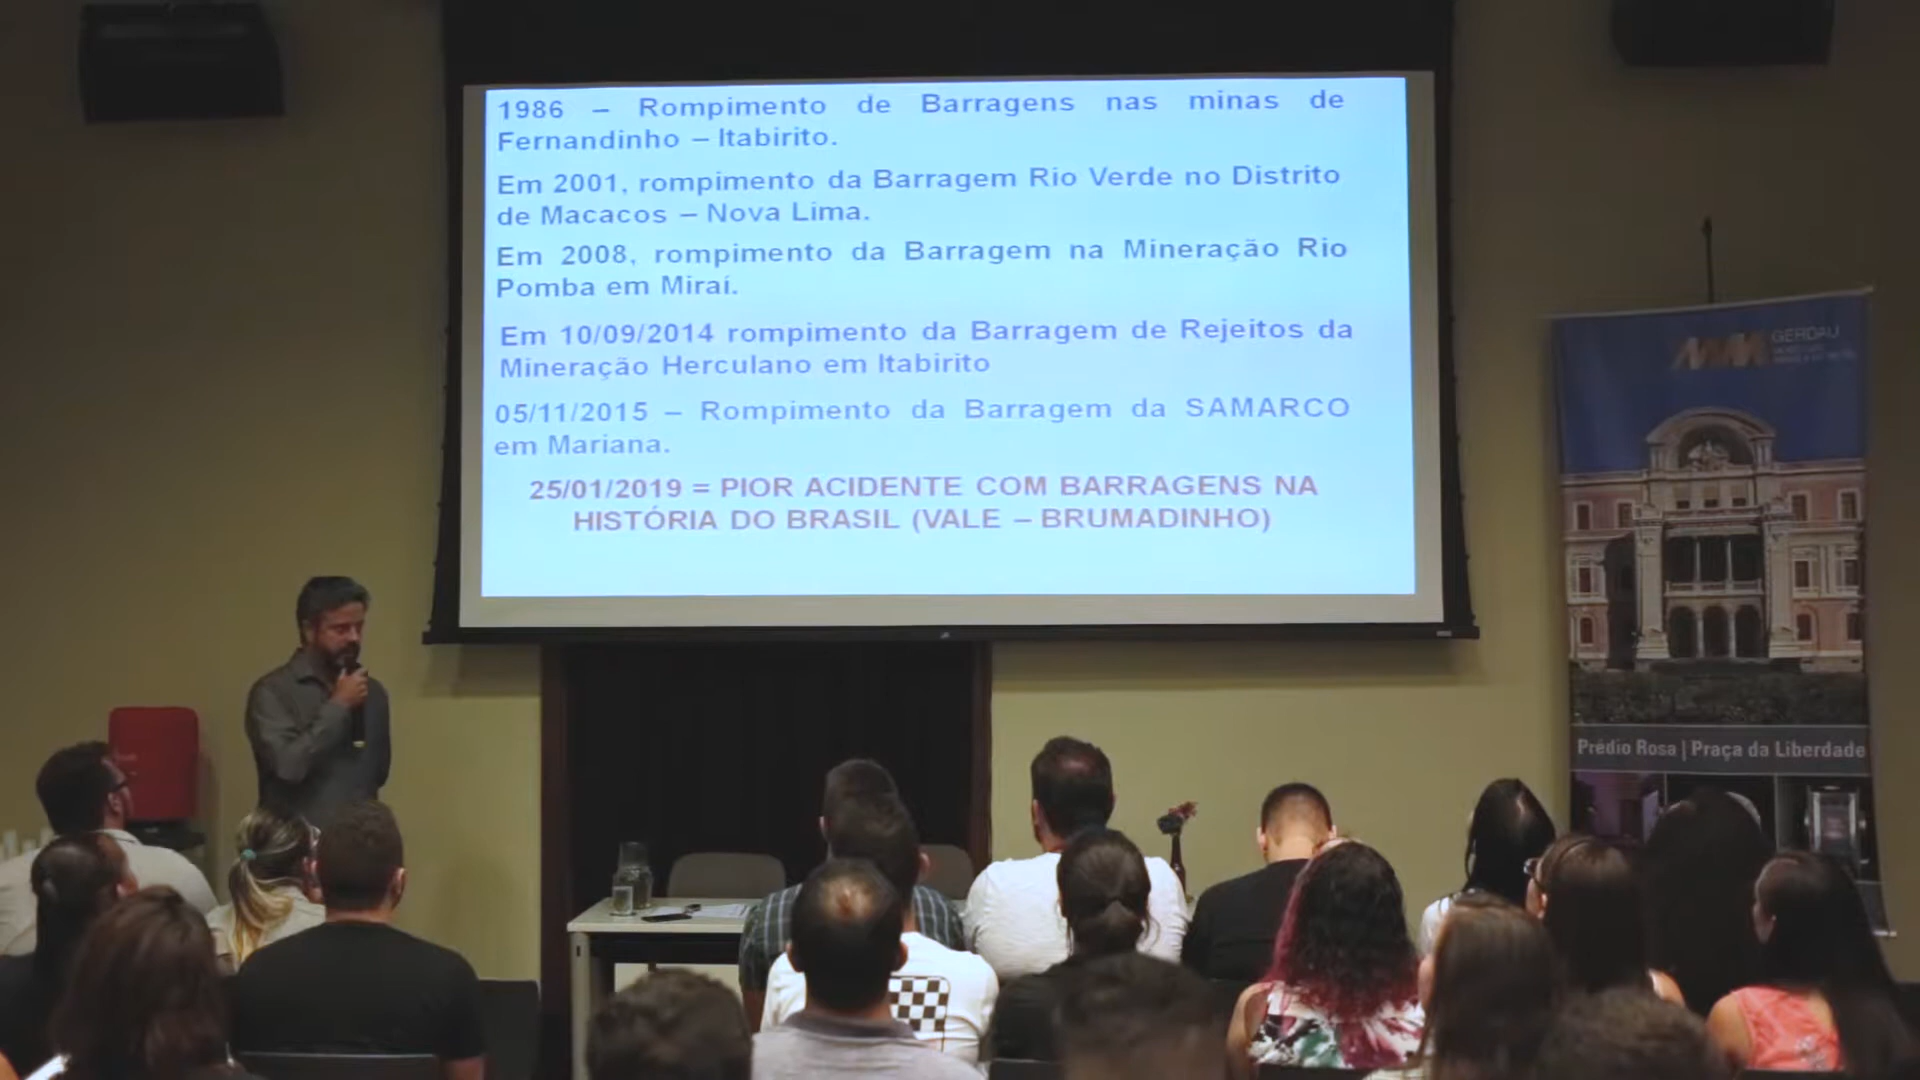 1986 – Rompimento de Barragens nas minas de
Fernandinho – Itabirito.
Em 2001, rompimento da Barragem Rio Verde no Distrito
de Macacos – Nova Lima.
Em 2008, rompimento da Barragem na Mineração Rio
Pomba em Miraí.
Em 10/09/2014 rompimento da Barragem de Rejeitos da
Mineração Herculano em Itabirito
05/11/2015 – Rompimento da Barragem da SAMARCO
em Mariana.
25/01/2019 = PIOR ACIDENTE COM BARRAGENS NA
HISTÓRIA DO BRASIL (VALE – BRUMADINHO)
MM GERDAU
Prédio Rosa | Praça da Liberdade